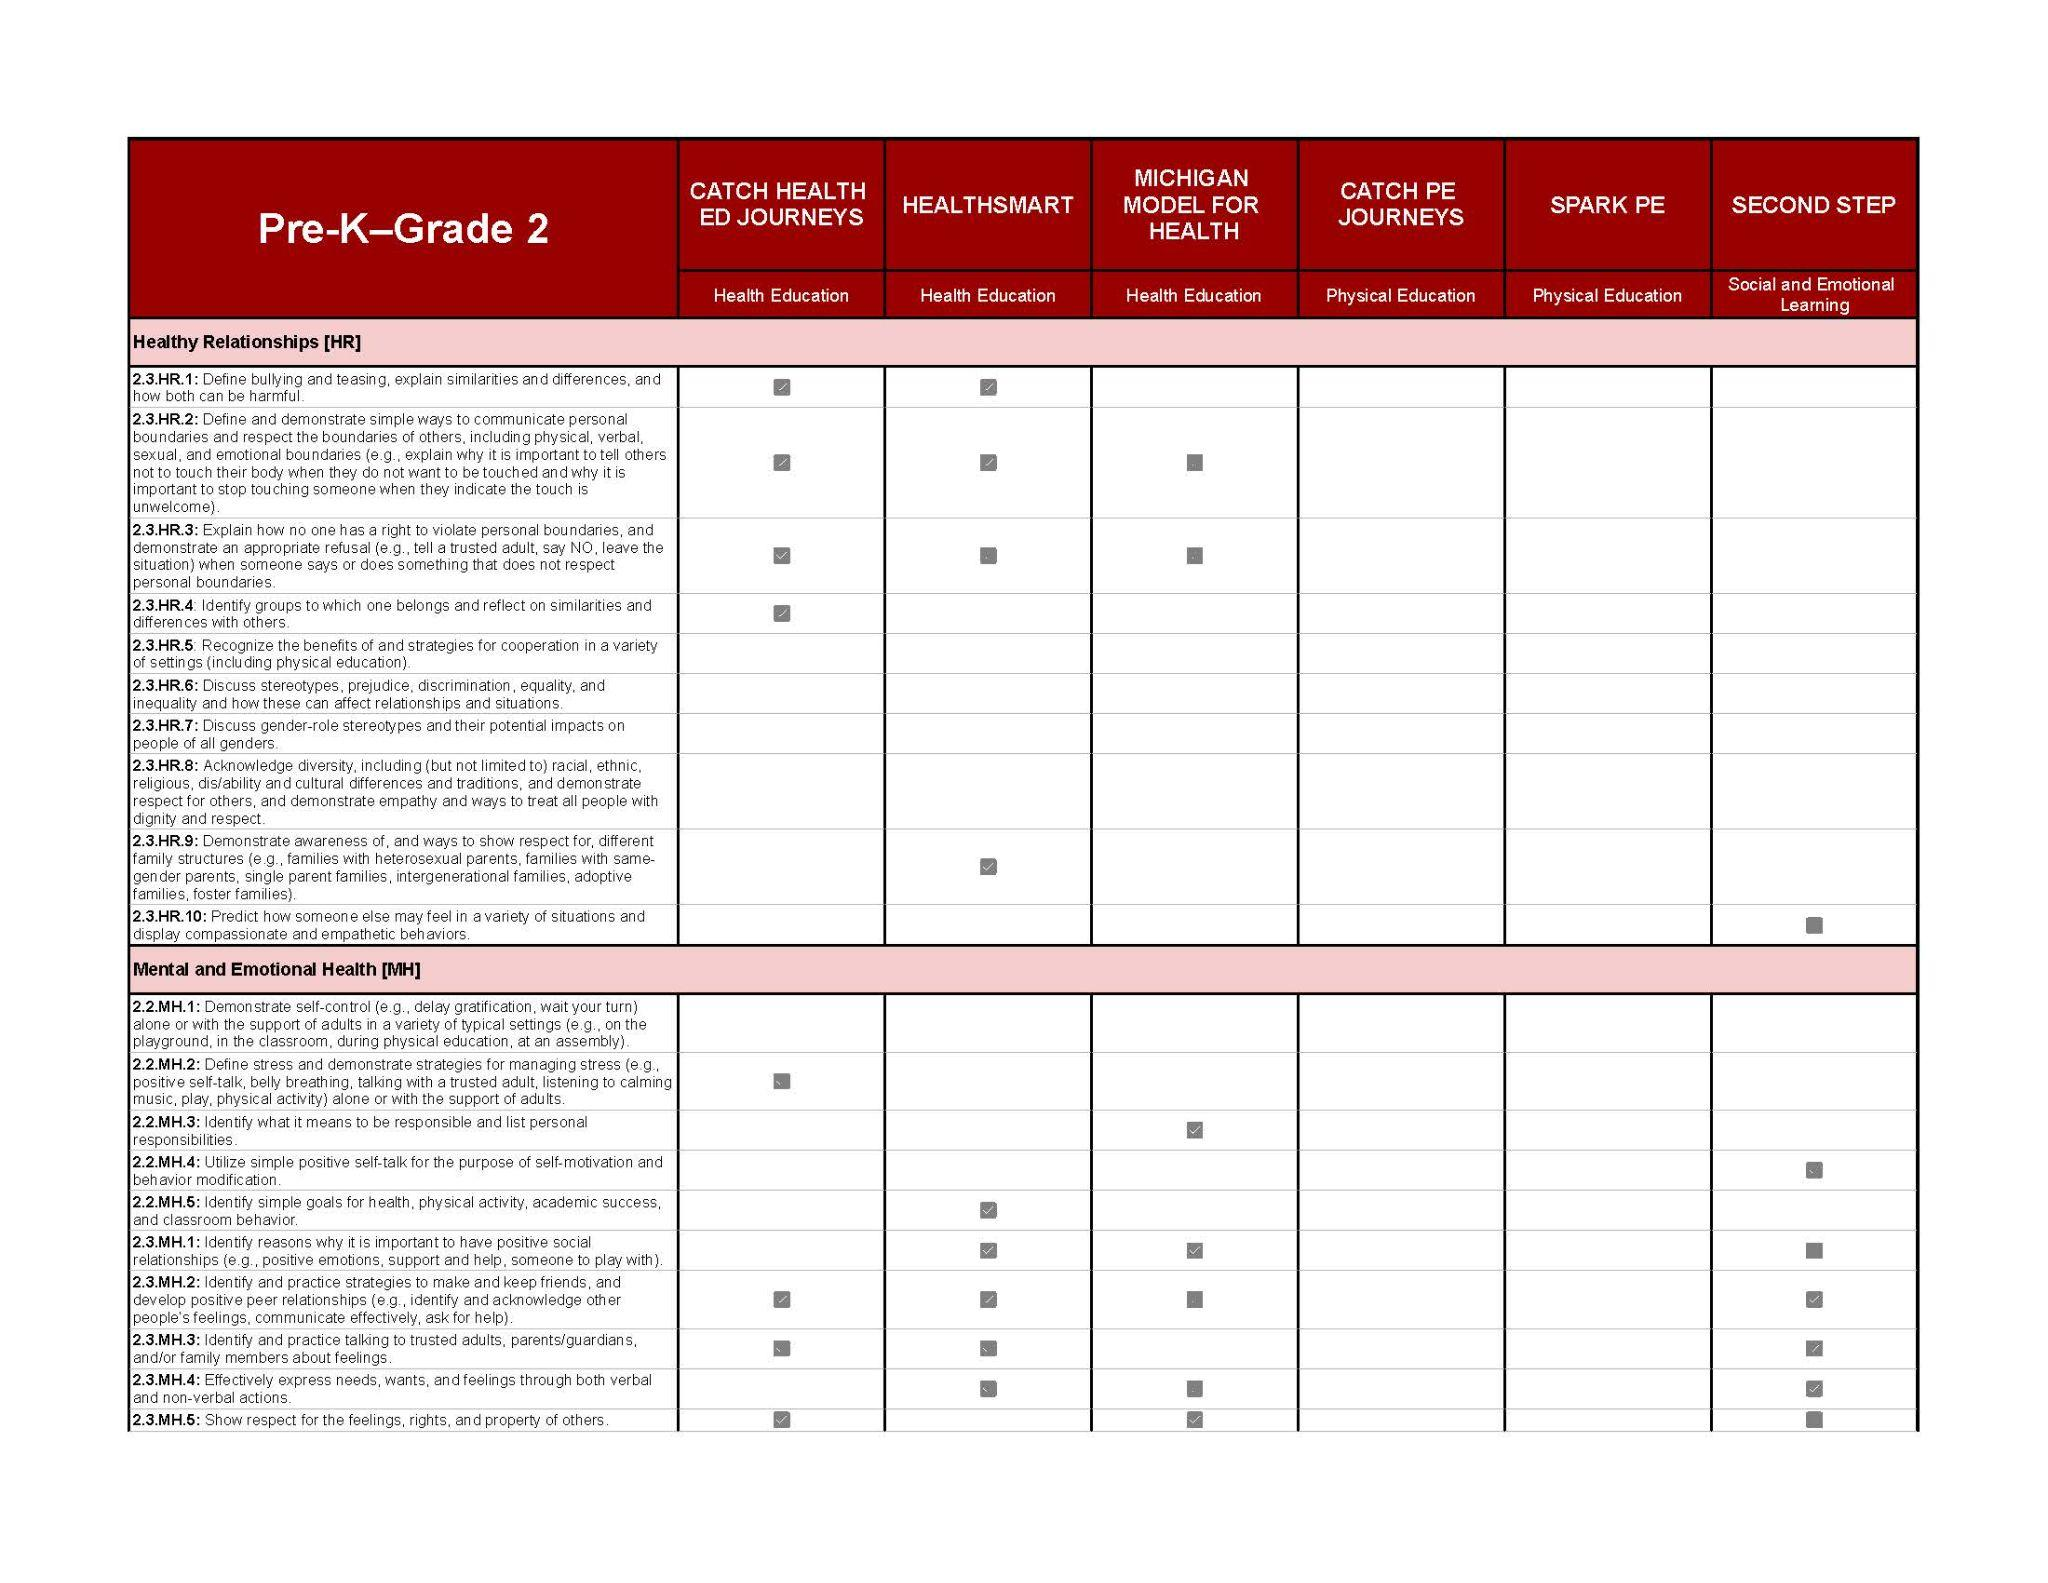 Pre-K–Grade 2
CATCH HEALTH
ED JOURNEYS
HEALTHSMART
MICHIGAN
MODEL FOR
HEALTH
CATCH PE
JOURNEYS
SPARK PE
SECOND STEP
Health Education
Health Education
Health Education
Physical Education
Physical Education
Social and Emotional
Learning
Healthy Relationships [HR]
2.3.HR.1: Define bullying and teasing, explain similarities and differences, and
how both can be harmful.
2.3.HR.2: Define and demonstrate simple ways to communicate personal
boundaries and respect the boundaries of others, including physical, verbal,
sexual, and emotional boundaries (e.g., explain why it is important to tell others
not to touch their body when they do not want to be touched and why it is
important to stop touching someone when they indicate the touch is
unwelcome).
2.3.HR.3: Explain how no one has a right to violate personal boundaries, and
demonstrate an appropriate refusal (e.g., tell a trusted adult, say NO, leave the
situation) when someone says or does something that does not respect
personal boundaries.
2.3.HR.4: Identify groups to which one belongs and reflect on similarities and
differences with others.
2.3.HR.5: Recognize the benefits of and strategies for cooperation in a variety
of settings (including physical education).
2.3.HR.6: Discuss stereotypes, prejudice, discrimination, equality, and
inequality and how these can affect relationships and situations.
2.3.HR.7: Discuss gender-role stereotypes and their potential impacts on
people of all genders.
2.3.HR.8: Acknowledge diversity, including (but not limited to) racial, ethnic,
religious, dis/ability and cultural differences and traditions, and demonstrate
respect for others, and demonstrate empathy and ways to treat all people with
dignity and respect.
2.3.HR.9: Demonstrate awareness of, and ways to show respect for, different
family structures (e.g., families with heterosexual parents, families with same-
gender parents, single parent families, intergenerational families, adoptive
families, foster families).
2.3.HR.10: Predict how someone else may feel in a variety of situations and
display compassionate and empathetic behaviors.
Mental and Emotional Health [MH]
2.2.MH.1: Demonstrate self-control (e.g., delay gratification, wait your turn)
alone or with the support of adults in a variety of typical settings (e.g., on the
playground, in the classroom, during physical education, at an assembly).
2.2.MH.2: Define stress and demonstrate strategies for managing stress (e.g.,
positive self-talk, belly breathing, talking with a trusted adult, listening to calming
music, play, physical activity) alone or with the support of adults.
2.2.MH.3: Identify what it means to be responsible and list personal
responsibilities.
2.2.MH.4: Utilize simple positive self-talk for the purpose of self-motivation and
behavior modification.
2.2.MH.5: Identify simple goals for health, physical activity, academic success,
and classroom behavior.
2.3.MH.1: Identify reasons why it is important to have positive social
relationships (e.g., positive emotions, support and help, someone to play with).
2.3.MH.2: Identify and practice strategies to make and keep friends, and
develop positive peer relationships (e.g., identify and acknowledge other
people's feelings, communicate effectively, ask for help).
2.3.MH.3: Identify and practice talking to trusted adults, parents/guardians,
and/or family members about feelings.
2.3.MH.4: Effectively express needs, wants, and feelings through both verbal
and non-verbal actions.
2.3.MH.5: Show respect for the feelings, rights, and property of others.